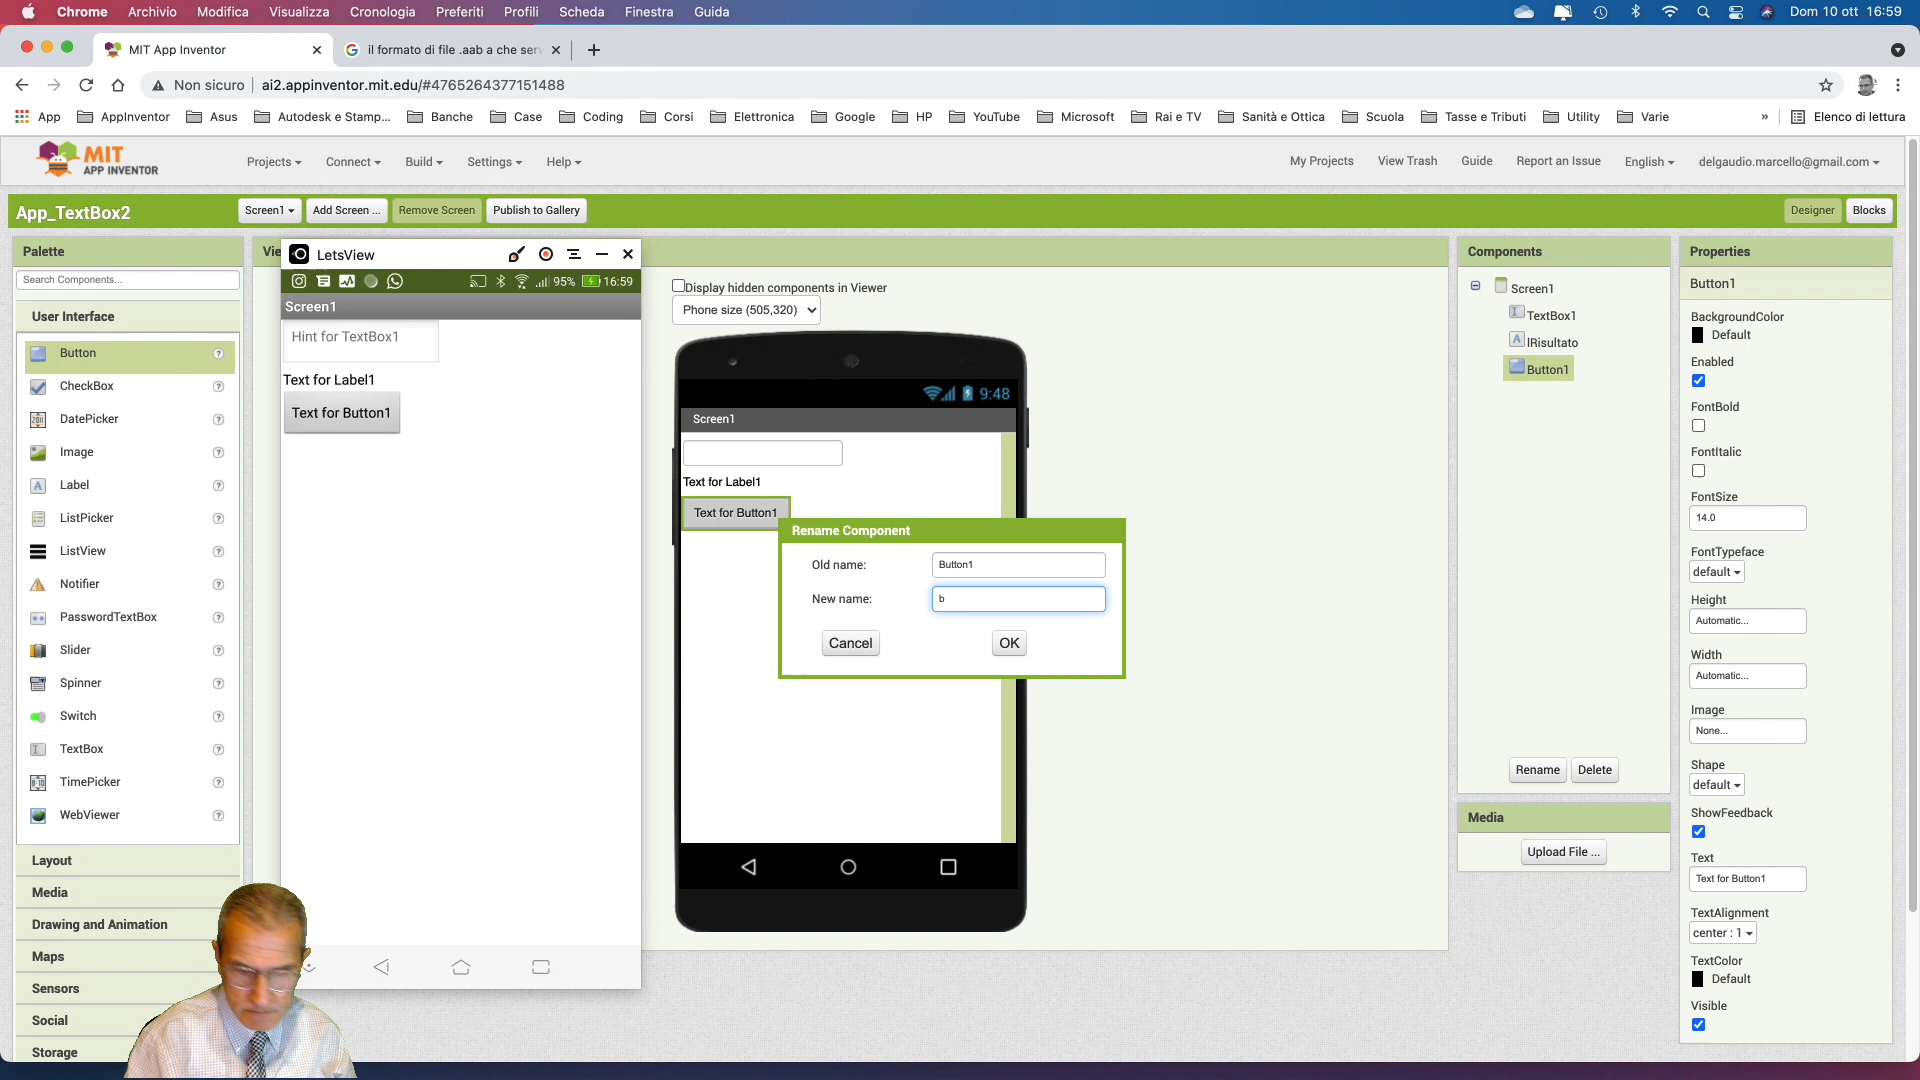 Chrome Archivio Modifica Visualizza Cronologia Preferiti Profili Scheda Finestra Guida Dom 10 ott 16:59
MIT App Inventor
il formato di file .aab a che serv
Non sicuro ai2.appinventor.mit.edu/#4765264377151488
App AppInventor Asus Autodesk e Stamp... Banche Case Coding Corsi Elettronica Google HP YouTube Microsoft Rai e TV Sanità e Ottica Scuola Tasse e Tributi Utility Varie » Elenco di lettura
MIT
APP INVENTOR
Projects Connect Build Settings Help My Projects View Trash Guide Report an Issue English delgaudio.marcello@gmail.com
App_TextBox2 Screen1 Add Screen ... Remove Screen Publish to Gallery Designer Blocks
Palette
Search Components...
User Interface
Button
CheckBox
DatePicker
Image
Label
ListPicker
ListView
Notifier
PasswordTextBox
Slider
Spinner
Switch
TextBox
TimePicker
WebViewer
Layout
Media
Drawing and Animation
Maps
Sensors
Social
Storage
Vie
LetsView
95% 16:59
Screen1
Hint for TextBox1
Text for Label1
Text for Button1
Display hidden components in Viewer
Phone size (505,320)
9:48
Screen1
Text for Label1
Text for Button1
Rename Component
Old name: Button1
New name: b
Cancel OK
Components
Screen1
TextBox1
lRisultato
Button1
Rename Delete
Media
Upload File ...
Properties
Button1
BackgroundColor
Default
Enabled
FontBold
FontItalic
FontSize
14.0
FontTypeface
default
Height
Automatic...
Width
Automatic...
Image
None...
Shape
default
ShowFeedback
Text
Text for Button1
TextAlignment
center : 1
TextColor
Default
Visible